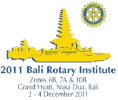 2011 Bali Rotary Institute
Zones 6B, 7A & 10B
Grand Hyatt, Nusa Dua, Bali
2 - 4 December 2011